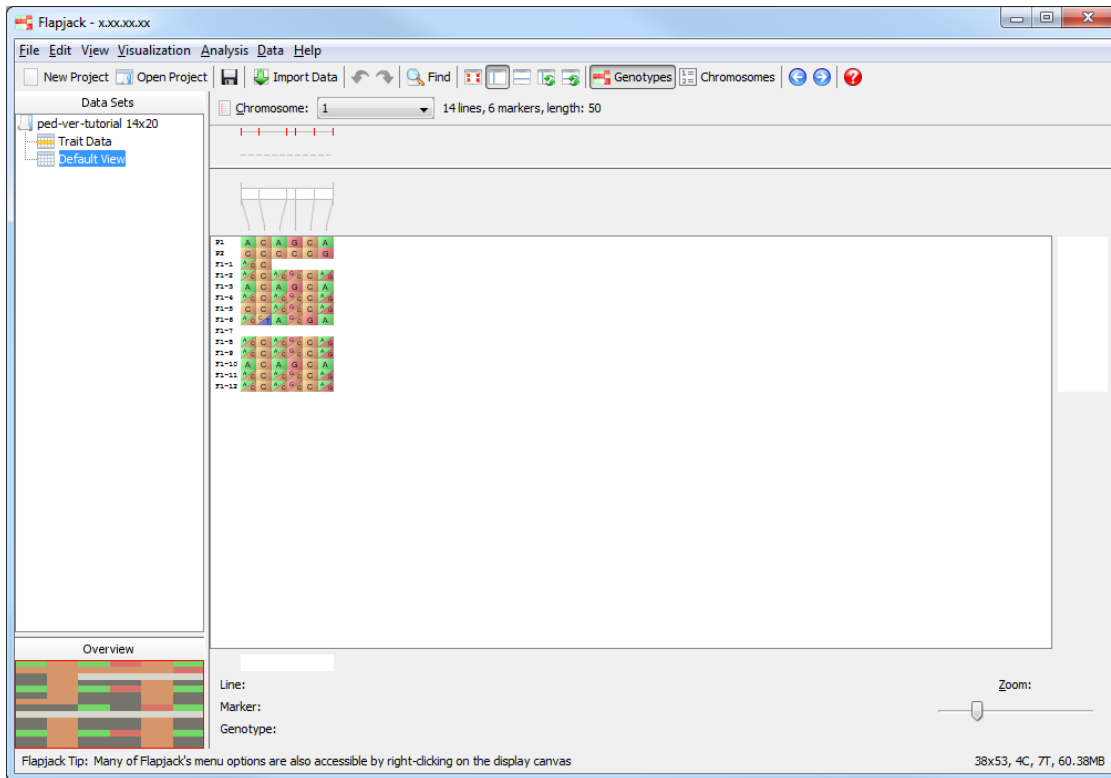 Flapjack - x.xx.xx.xx
File Edit View Visualization Analysis Data Help
New Project Open Project Import Data Find Genotypes Chromosomes
Data Sets
Chromosome: 1 14 lines, 6 markers, length: 50
ped-ver-tutorial 14x20
Trait Data
Default View
P1 A C A G C A
P2 C C C C C G
F1-1 A/C C
F1-2 A/C C A/C G/C C A/G
F1-3 A C A G C A
F1-4 A/C C A/C G/C C A/G
F1-5 C C A/C G/C C A/G
F1-6 A/C C/T A G/C G A
F1-7
F1-8 A/C C A/C G/C C A/G
F1-9 A/C C A/C G/C C A/G
F1-10 A C A G C A
F1-11 A/C C A/C G/C C A/G
F1-12 A/C C A/C G/C C A/G
Overview
Line:
Marker:
Genotype:
Zoom:
Flapjack Tip: Many of Flapjack's menu options are also accessible by right-clicking on the display canvas 38x53, 4C, 7T, 60.38MB